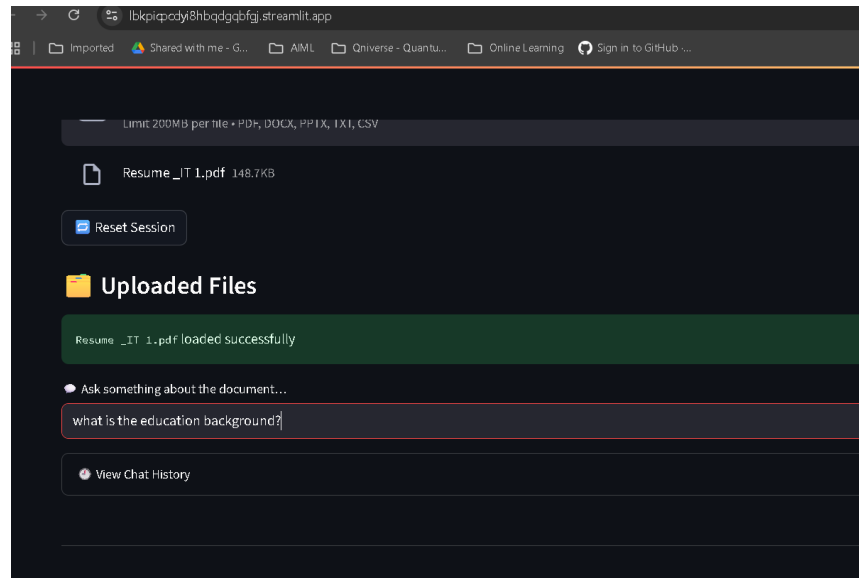 lbkpiqpcdyi8hbqdgqbfgj.streamlit.app
Imported Shared with me - G... AIML Qniverse - Quantu... Online Learning Sign in to GitHub ·...
Limit 200MB per file • PDF, DOCX, PPTX, TXT, CSV
Resume _IT 1.pdf 148.7KB
Reset Session
Uploaded Files
Resume _IT 1.pdf loaded successfully
Ask something about the document...
what is the education background?
View Chat History